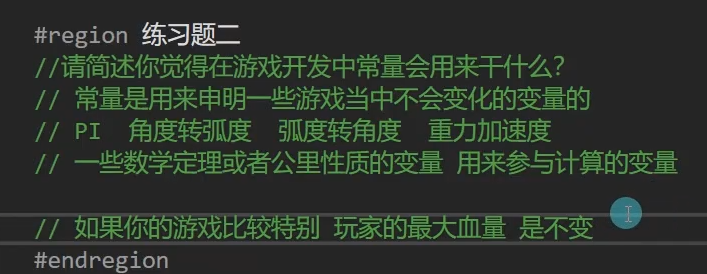 #region 练习题二
//请简述你觉得在游戏开发中常量会用来干什么?
// 常量是用来申明一些游戏当中不会变化的变量的
// PI 角度转弧度 弧度转角度 重力加速度
// 一些数学定理或者公里性质的变量 用来参与计算的变量
// 如果你的游戏比较特别 玩家的最大血量 是不变
#endregion